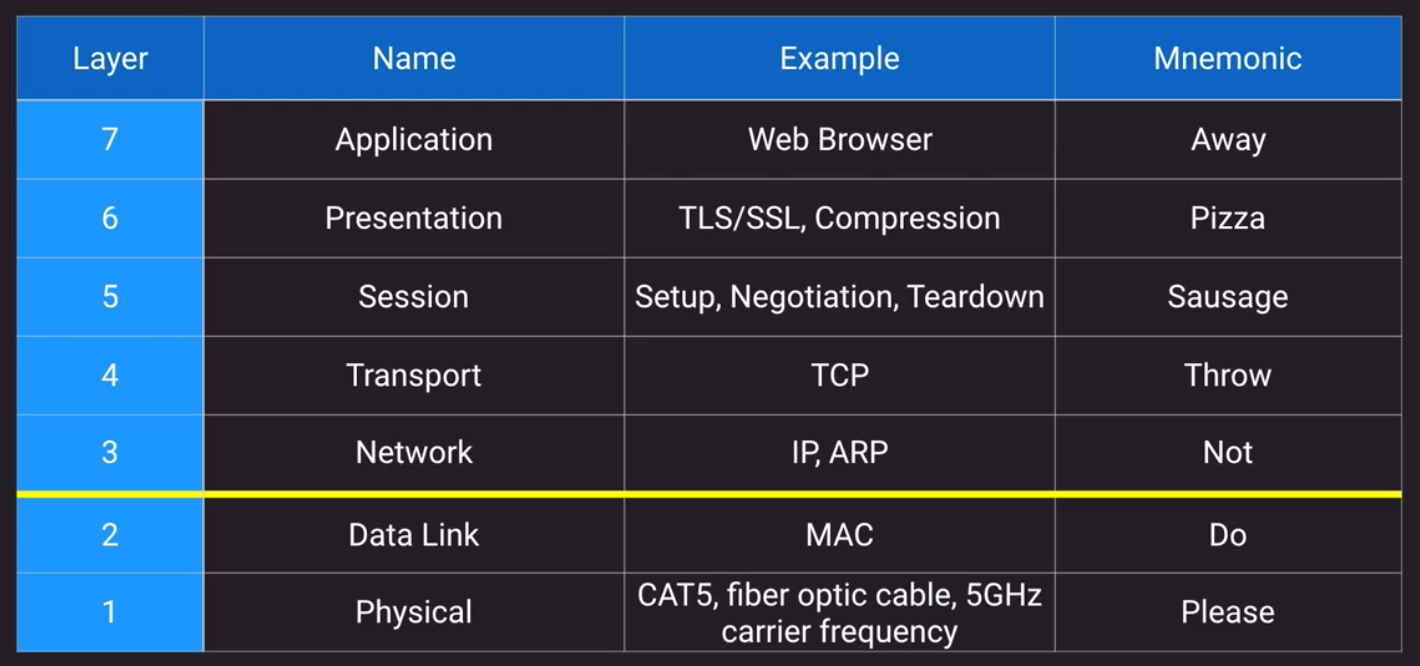 Layer Name Example Mnemonic
7 Application Web Browser Away
6 Presentation TLS/SSL, Compression Pizza
5 Session Setup, Negotiation, Teardown Sausage
4 Transport TCP Throw
3 Network IP, ARP Not
2 Data Link MAC Do
1 Physical CAT5, fiber optic cable, 5GHz
carrier frequency Please